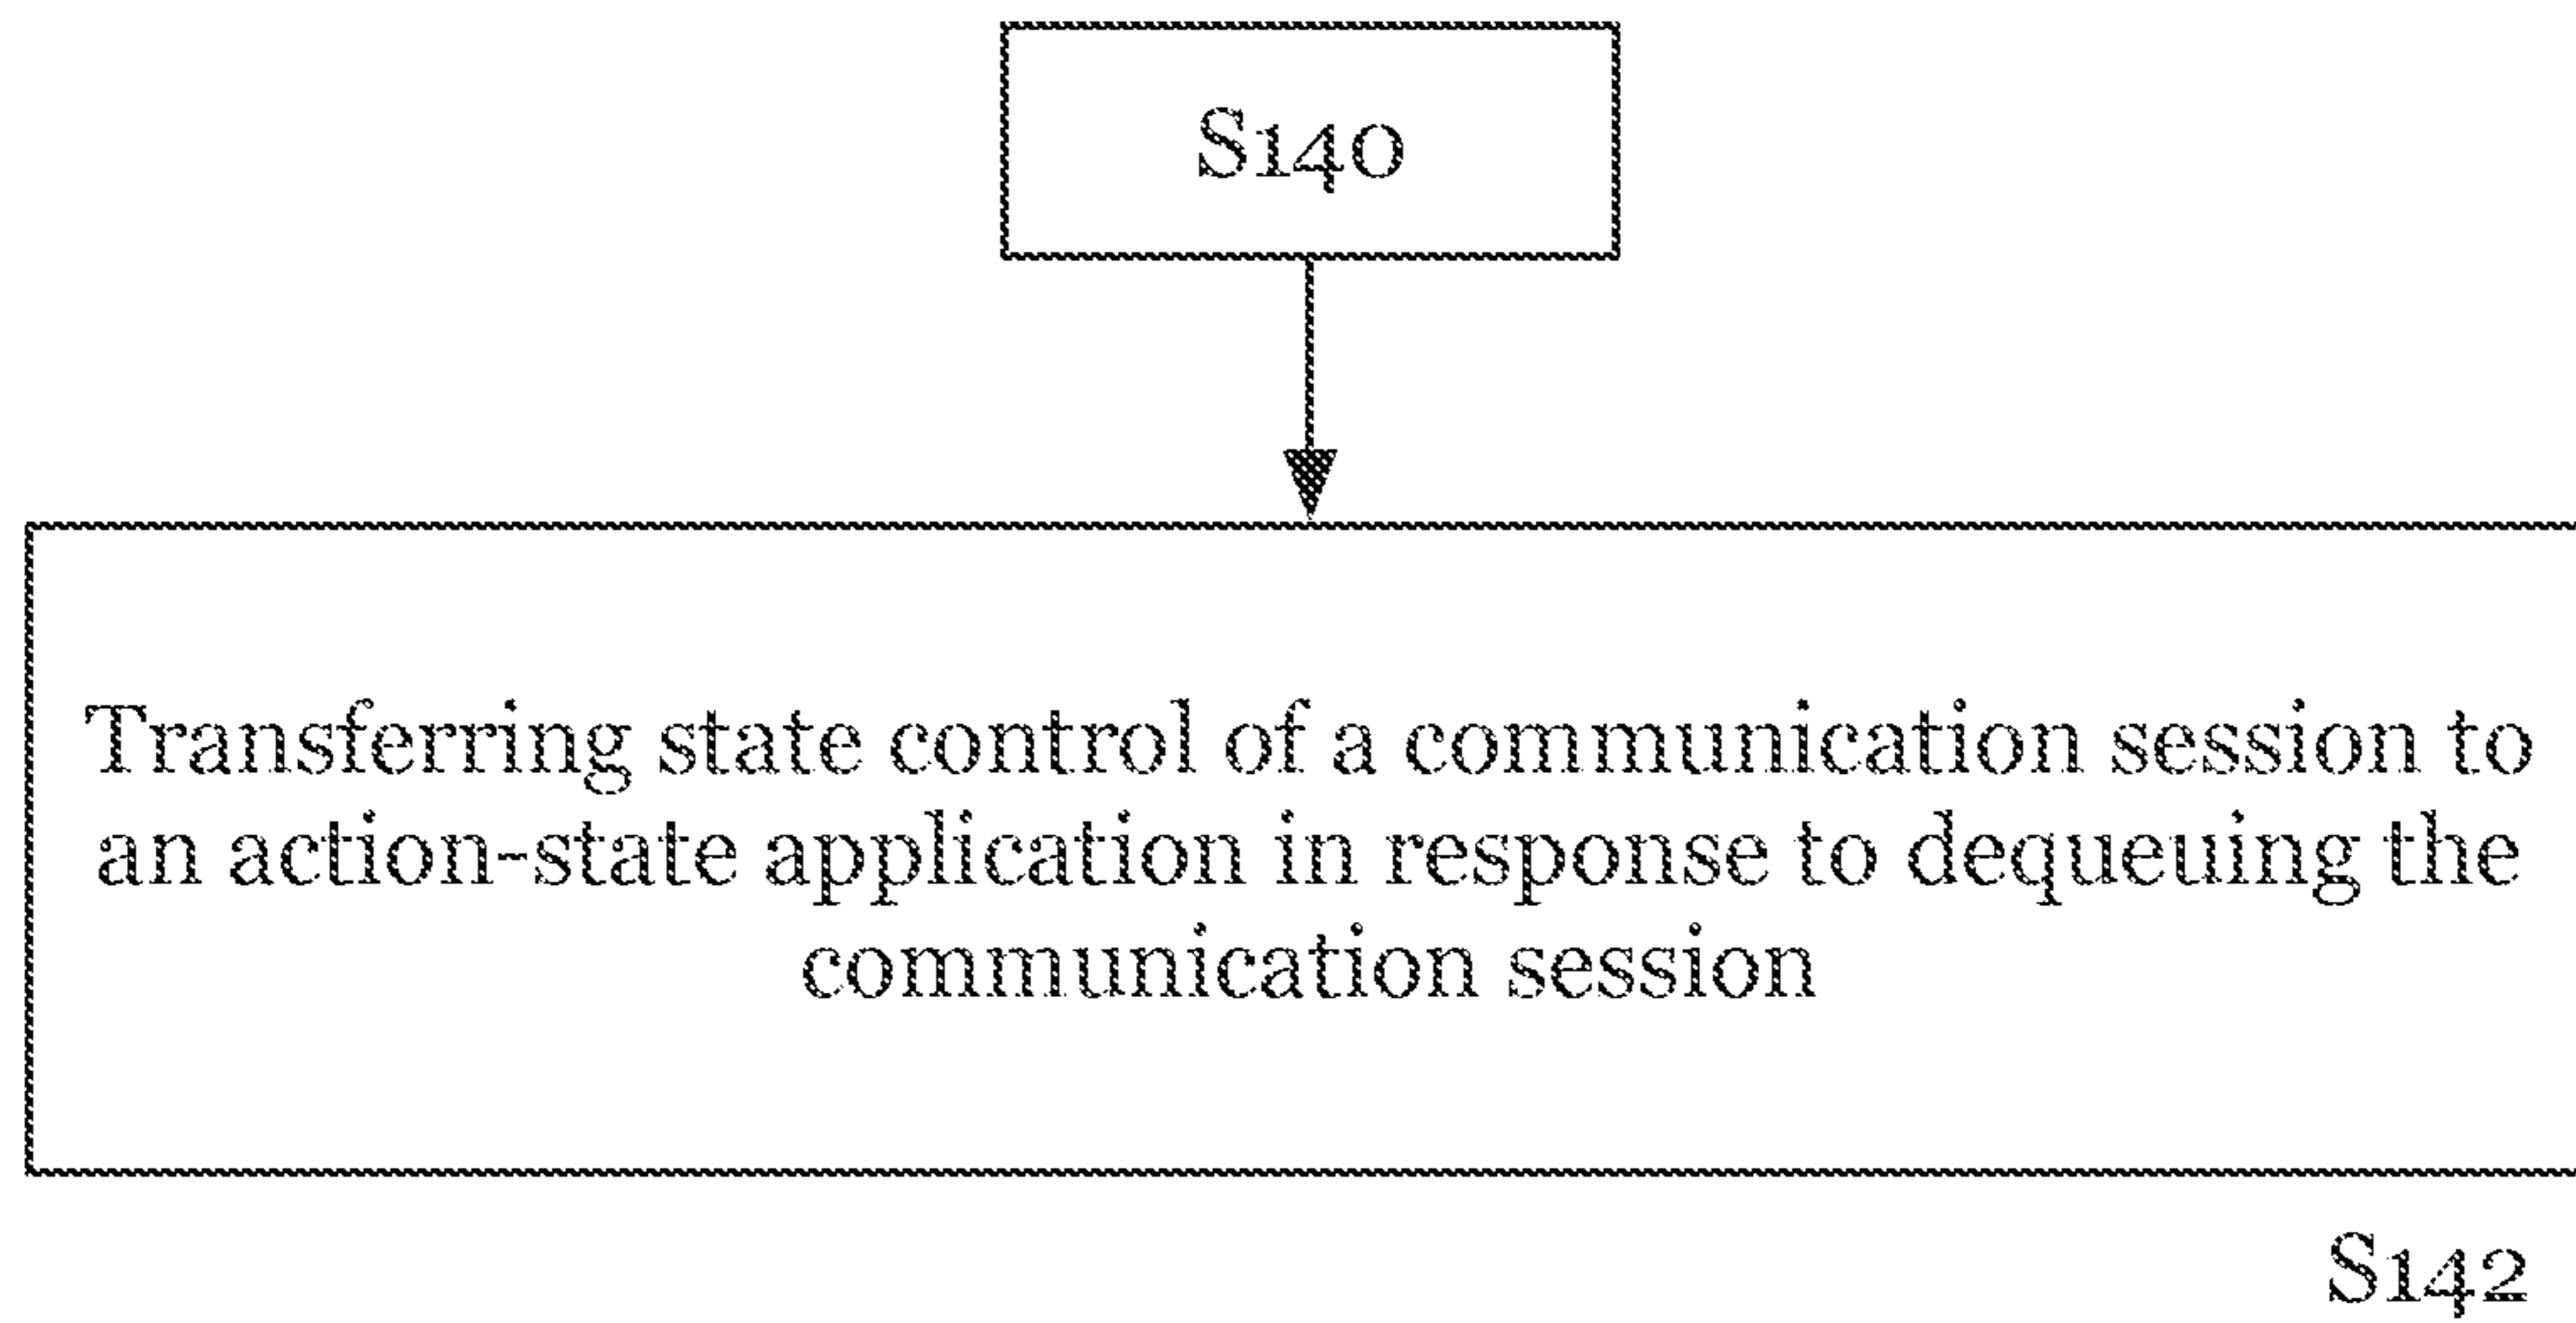 S140
Transferring state control of a communication session to
an action-state application in response to dequeuing the
communication session
S142